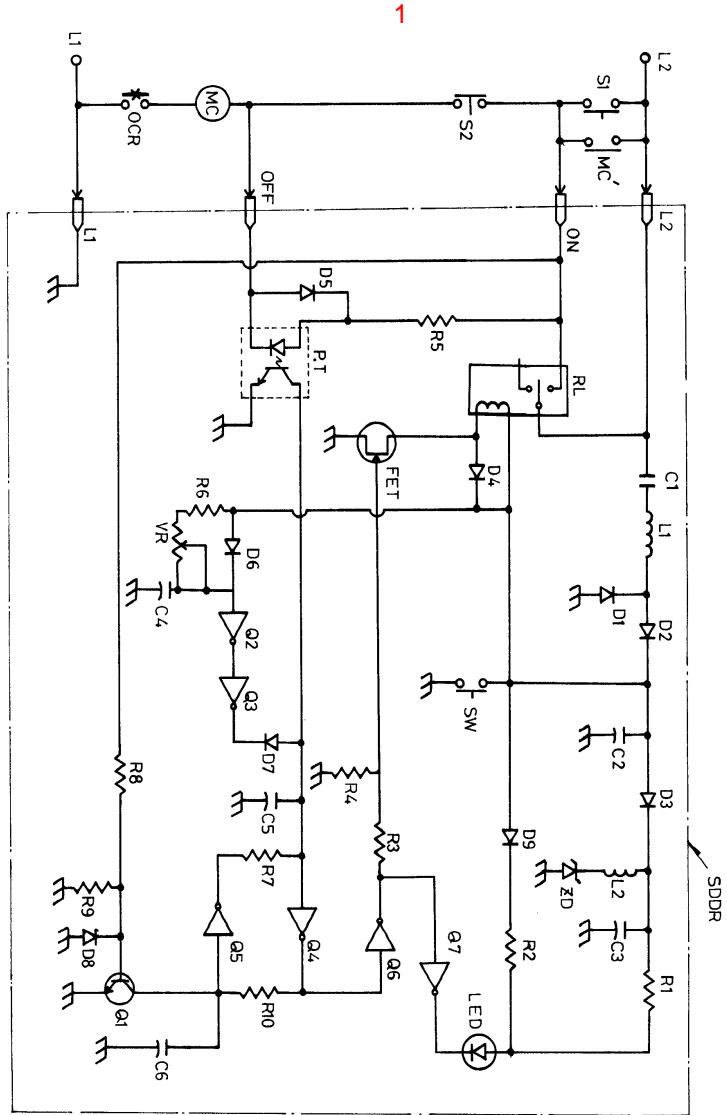 1
L1
L2
OCR
MC
S2
S1
MC'
OFF
L1
ON
L2
D5
R5
P.T
RL
FET
D4
C1
L1
R6
VR
D6
C4
D1
D2
Q2
Q3
SW
C2
D7
R8
C5
R4
D3
R7
R3
D9
L2
ZD
SDDR
R9
D8
Q5
Q4
Q6
Q7
R2
C3
R1
Q1
R10
LED
C6